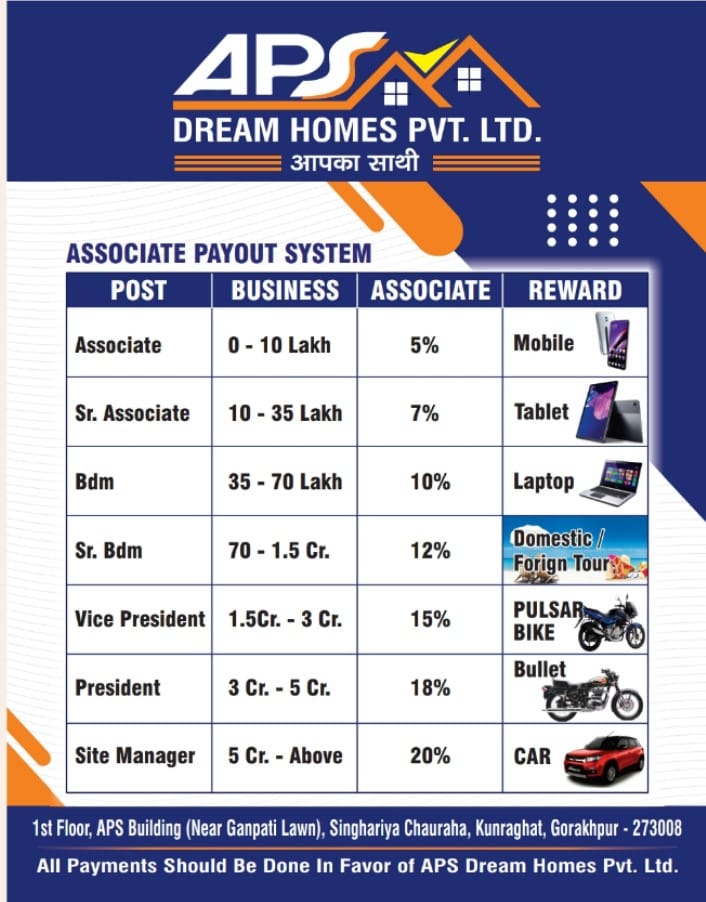 APS
DREAM HOMES PVT. LTD.
आपका साथी
ASSOCIATE PAYOUT SYSTEM
POST BUSINESS ASSOCIATE REWARD
Associate 0 - 10 Lakh 5% Mobile
Sr. Associate 10 - 35 Lakh 7% Tablet
Bdm 35 - 70 Lakh 10% Laptop
Sr. Bdm 70 - 1.5 Cr. 12% Domestic /
Forign Tour
Vice President 1.5Cr. - 3 Cr. 15% PULSAR
BIKE
President 3 Cr. - 5 Cr. 18% Bullet
Site Manager 5 Cr. - Above 20% CAR
1st Floor, APS Building (Near Ganpati Lawn), Singhariya Chauraha, Kunraghat, Gorakhpur - 273008
All Payments Should Be Done In Favor of APS Dream Homes Pvt. Ltd.